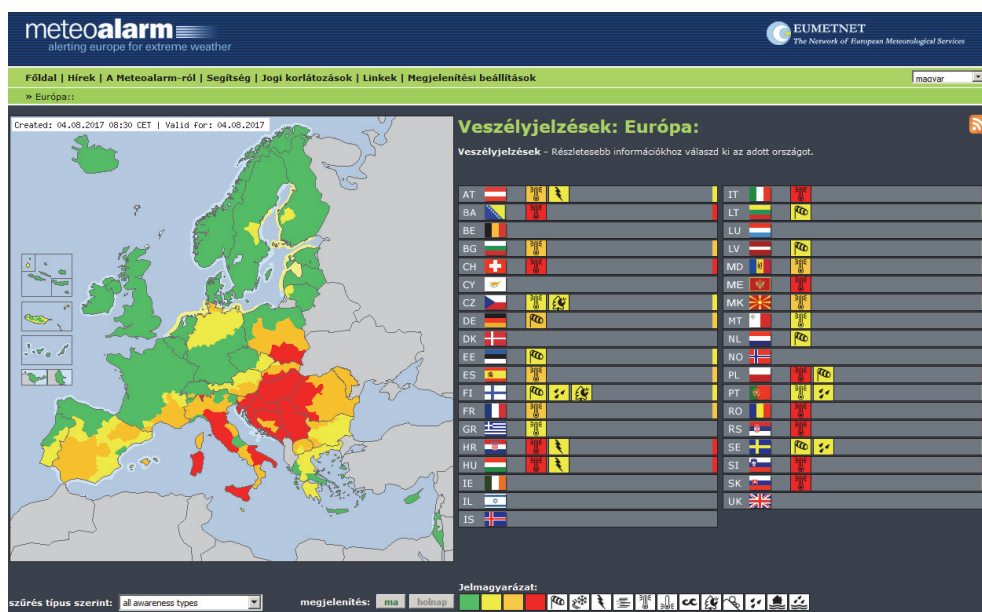 meteoalarm
alerting europe for extreme weather
EUMETNET
The Network of European Meteorological Services
Főldal | Hírek | A Meteoalarm-ról | Segítség | Jogi korlátozások | Linkek | Megjelenítési beállítások
magyar
» Európa::
Created: 04.08.2017 08:30 CET | Valid for: 04.08.2017
Veszélyjelzések: Európa:
Veszélyjelzések - Részletesebb információkhoz válaszd ki az adott országot.
AT
BA
BE
BG
CH
CY
CZ
DE
DK
EE
ES
FI
FR
GR
HR
HU
IE
IL
IS
IT
LT
LU
LV
MD
ME
MK
MT
NL
NO
PL
PT
RO
RS
SE
SI
SK
UK
szűrés típus szerint: all awareness types
megjelenítés: ma holnap
Jelmagyarázat: